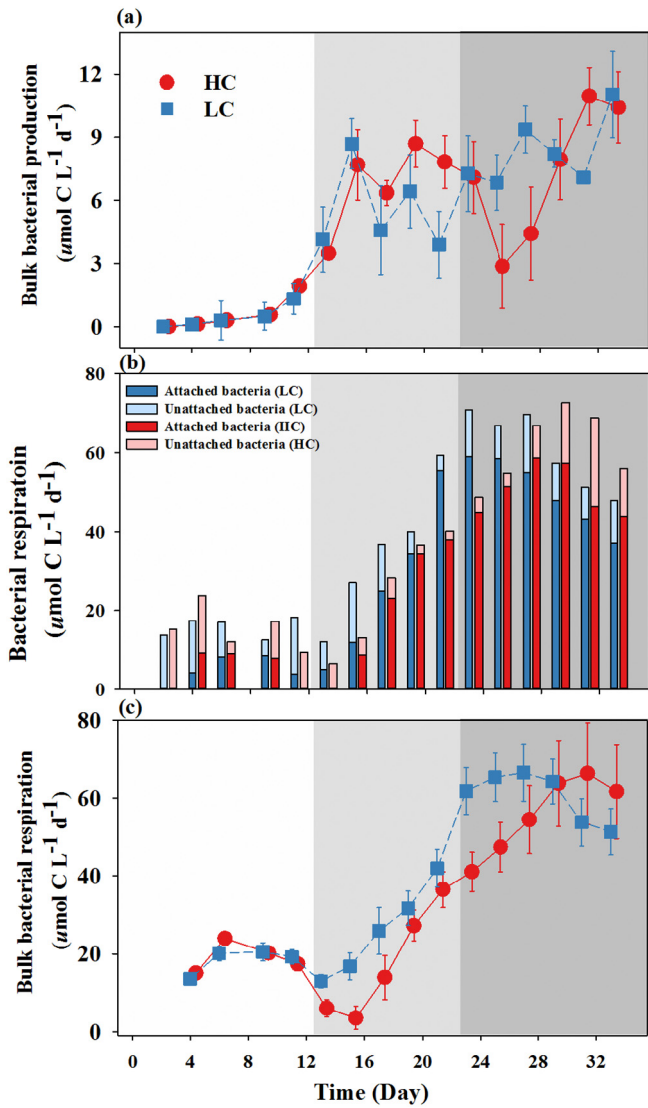 (a)
12
9
6
3
0
Bulk bacterial production
(umol C L-1 d-1)
HC
LC
(b)
80
60
40
20
0
Bacterial respiratoin
(umol C L-1 d-1)
Attached bacteria (LC)
Unattached bacteria (LC)
Attached bacteria (HC)
Unattached bacteria (HC)
(c)
80
60
40
20
0
Bulk bacterial respiration
(umol C L-1 d-1)
0 4 8 12 16 20 24 28 32
Time (Day)